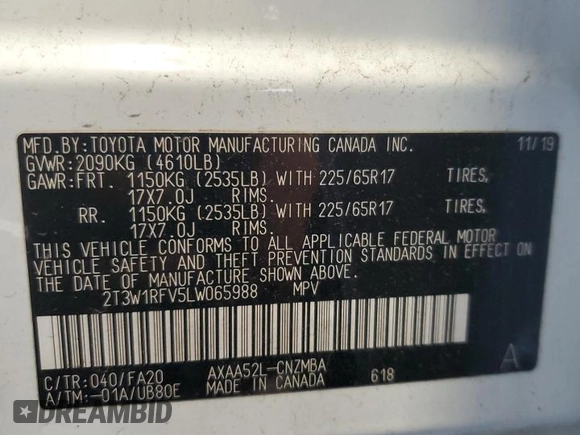 MFD.BY:TOYOTA MOTOR MANUFACTURING CANADA INC. 11/19
GVWR:2090KG (4610LB)
GAWR:FRT. 1150KG (2535LB) WITH 225/65R17 TIRES,
17X7.0J RIMS.
RR. 1150KG (2535LB) WITH 225/65R17 TIRES,
17X7.0J RIMS.
THIS VEHICLE CONFORMS TO ALL APPLICABLE FEDERAL MOTOR
VEHICLE SAFETY AND THEFT PREVENTION STANDARDS IN EFFECT ON
THE DATE OF MANUFACTURE SHOWN ABOVE.
2T3W1RFV5LW065988 MPV
C/TR:040/FA20 AXAA52L-CNZMBA A
A/TM:-01A/UB80E MADE IN CANADA 618
DREAMBID.COM